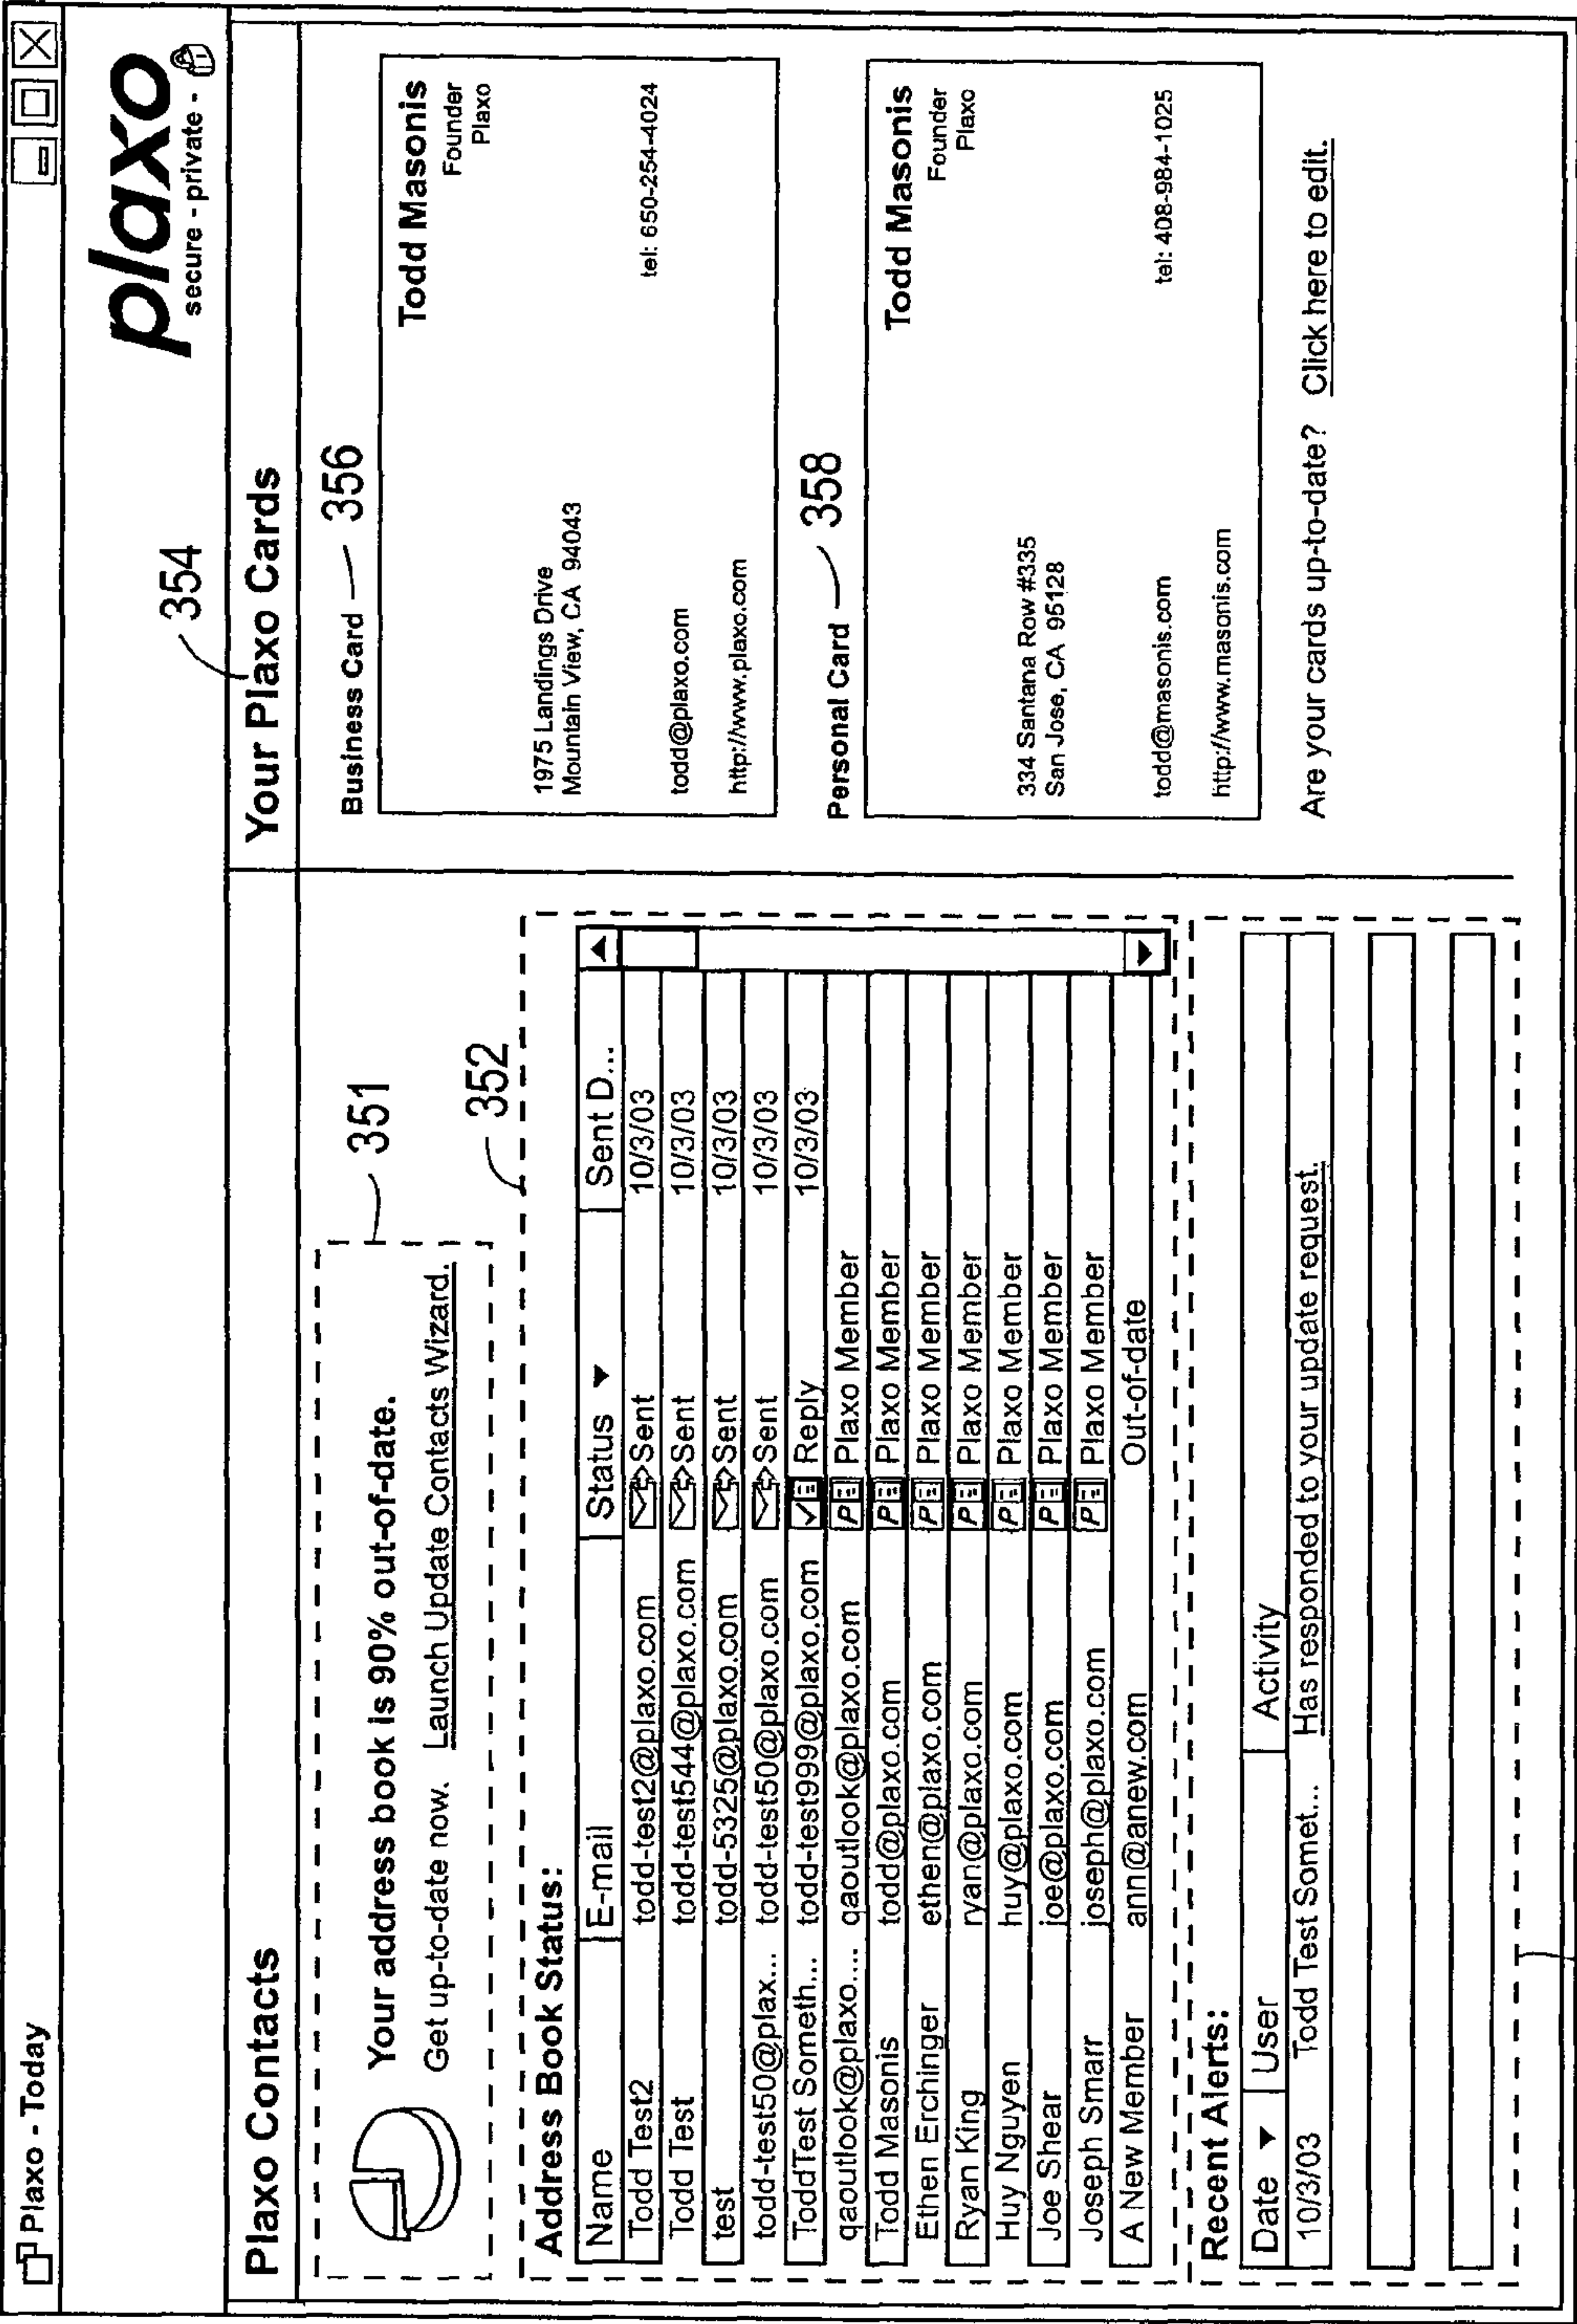 Plaxo - Today
plaxo
secure - private -
354
Plaxo Contacts
Your Plaxo Cards
351
Your address book is 90% out-of-date.
Get up-to-date now. Launch Update Contacts Wizard.
352
Address Book Status:
Name E-mail Status Sent D...
Todd Test2 todd-test2@plaxo.com Sent 10/3/03
Todd Test todd-test544@plaxo.com Sent 10/3/03
test todd-5325@plaxo.com Sent 10/3/03
todd-test50@plax... todd-test50@plaxo.com Sent 10/3/03
ToddTest Someth... todd-test999@plaxo.com Reply 10/3/03
qaoutlook@plaxo.... qaoutlook@plaxo.com P Plaxo Member
Todd Masonis todd@plaxo.com P Plaxo Member
Ethen Erchinger ethen@plaxo.com P Plaxo Member
Ryan King ryan@plaxo.com P Plaxo Member
Huy Nguyen huy@plaxo.com P Plaxo Member
Joe Shear joe@plaxo.com P Plaxo Member
Joseph Smarr joseph@plaxo.com P Plaxo Member
A New Member ann@anew.com Out-of-date
Recent Alerts:
Date User Activity
10/3/03 Todd Test Somet... Has responded to your update request.
Business Card 356
Todd Masonis
Founder
Plaxo
1975 Landings Drive
Mountain View, CA 94043
todd@plaxo.com tel: 650-254-4024
http://www.plaxo.com
Personal Card 358
Todd Masonis
Founder
Plaxo
334 Santana Row #335
San Jose, CA 95128
todd@masonis.com tel: 408-984-1025
http://www.masonis.com
Are your cards up-to-date? Click here to edit.